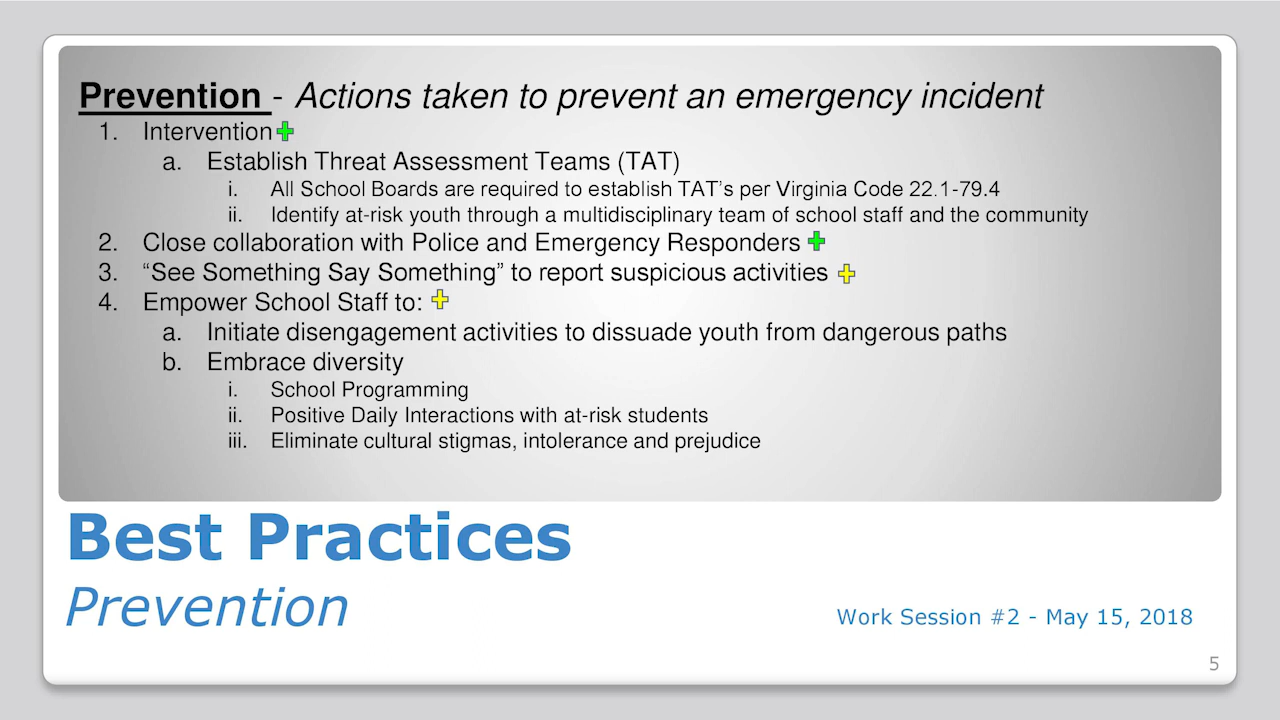 Prevention - Actions taken to prevent an emergency incident
1. Intervention
a. Establish Threat Assessment Teams (TAT)
i. All School Boards are required to establish TAT’s per Virginia Code 22.1-79.4
ii. Identify at-risk youth through a multidisciplinary team of school staff and the community
2. Close collaboration with Police and Emergency Responders
3. “See Something Say Something” to report suspicious activities
4. Empower School Staff to:
a. Initiate disengagement activities to dissuade youth from dangerous paths
b. Embrace diversity
i. School Programming
ii. Positive Daily Interactions with at-risk students
iii. Eliminate cultural stigmas, intolerance and prejudice
Best Practices
Prevention
Work Session #2 - May 15, 2018
5